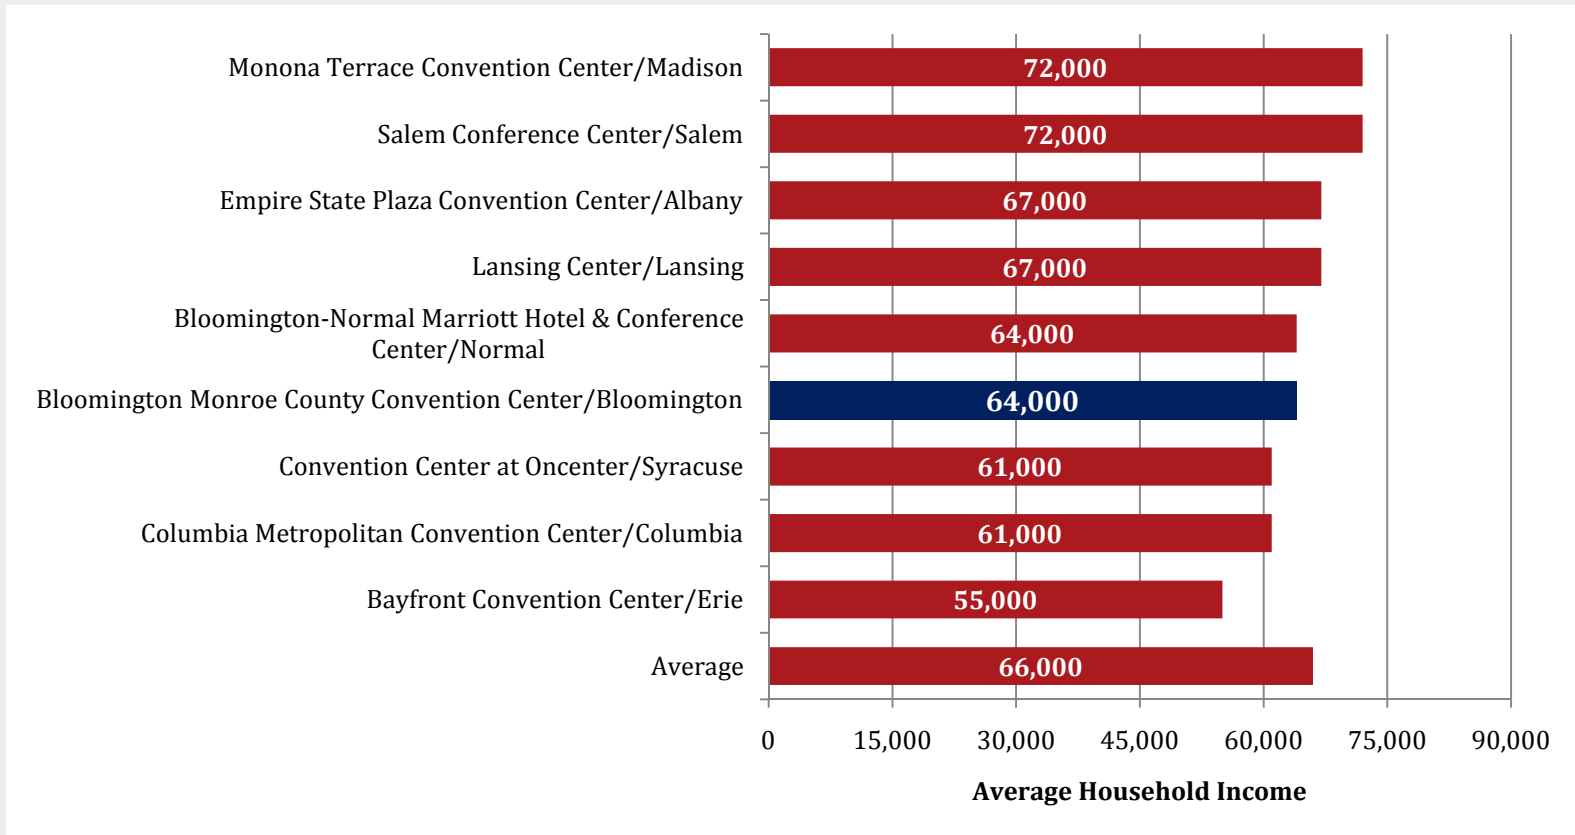 Monona Terrace Convention Center/Madison
72,000
Salem Conference Center/Salem
72,000
Empire State Plaza Convention Center/Albany
67,000
Lansing Center/Lansing
67,000
Bloomington-Normal Marriott Hotel & Conference
Center/Normal
64,000
Bloomington Monroe County Convention Center/Bloomington
64,000
Convention Center at Oncenter/Syracuse
61,000
Columbia Metropolitan Convention Center/Columbia
61,000
Bayfront Convention Center/Erie
55,000
Average
66,000
0 15,000 30,000 45,000 60,000 75,000 90,000
Average Household Income